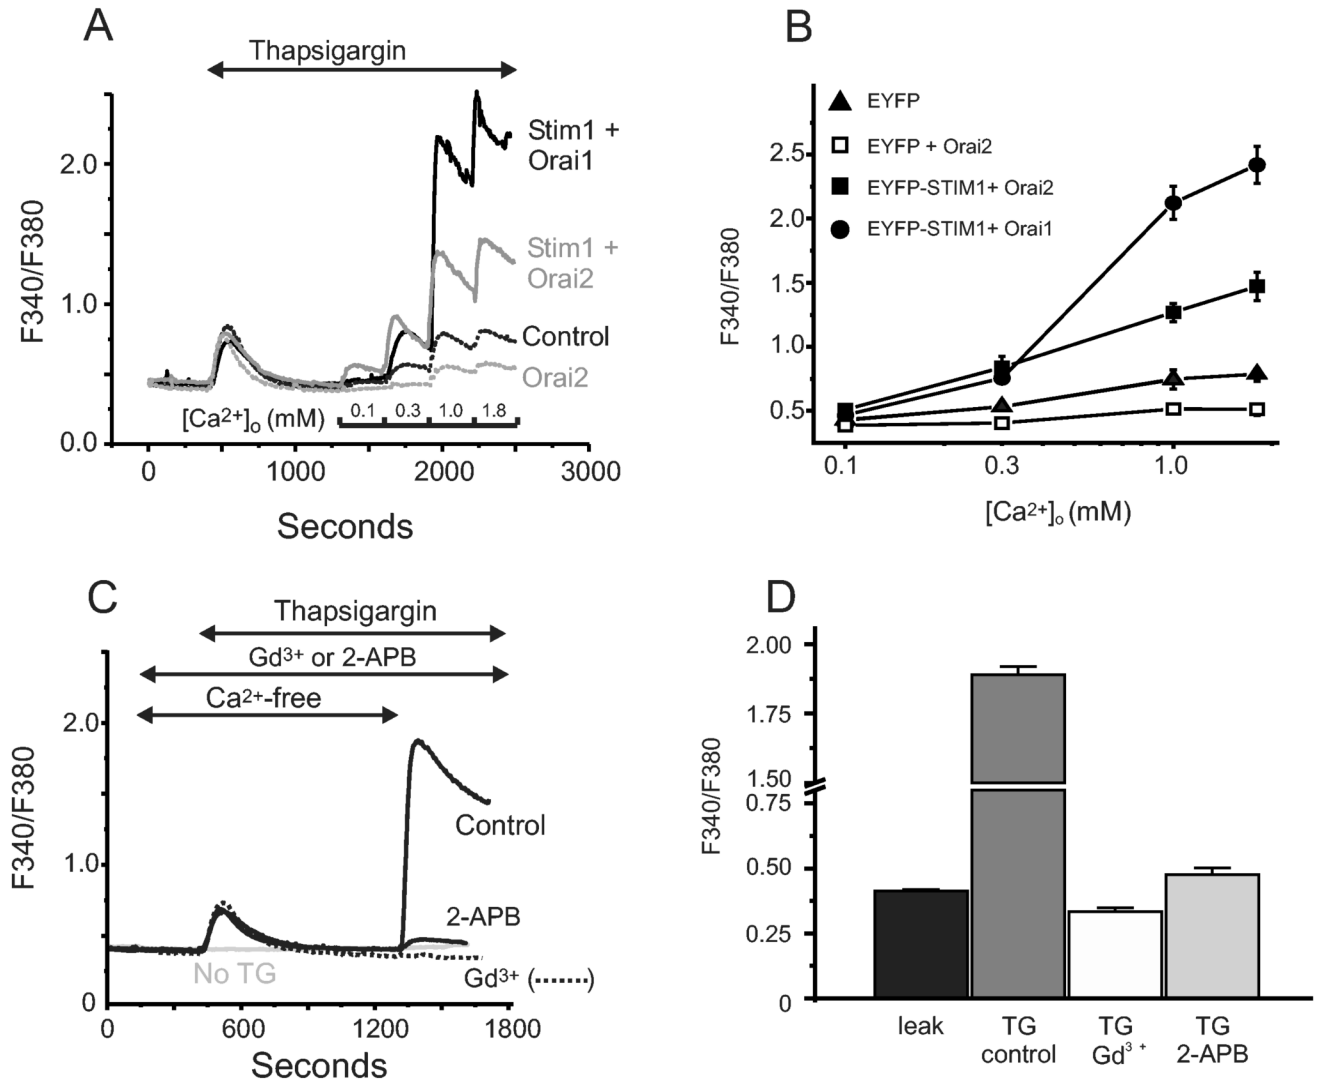 A
Thapsigargin
F340/F380
2.0
1.0
0.0
Stim1 +
Orai1
Stim1 +
Orai2
Control
Orai2
[Ca2+]o (mM)
0.1 0.3 1.0 1.8
0 1000 2000 3000
Seconds
B
EYFP
EYFP + Orai2
EYFP-STIM1+ Orai2
EYFP-STIM1+ Orai1
F340/F380
2.5
2.0
1.5
1.0
0.5
0.1 0.3 1.0
[Ca2+]o (mM)
C
Thapsigargin
Gd3+ or 2-APB
Ca2+-free
F340/F380
2.0
1.0
0
Control
2-APB
No TG
Gd3+ (........)
0 600 1200 1800
Seconds
D
F340/F380
2.00
1.75
1.50
0.75
0.50
0.25
0
leak TG TG TG
control Gd3 + 2-APB